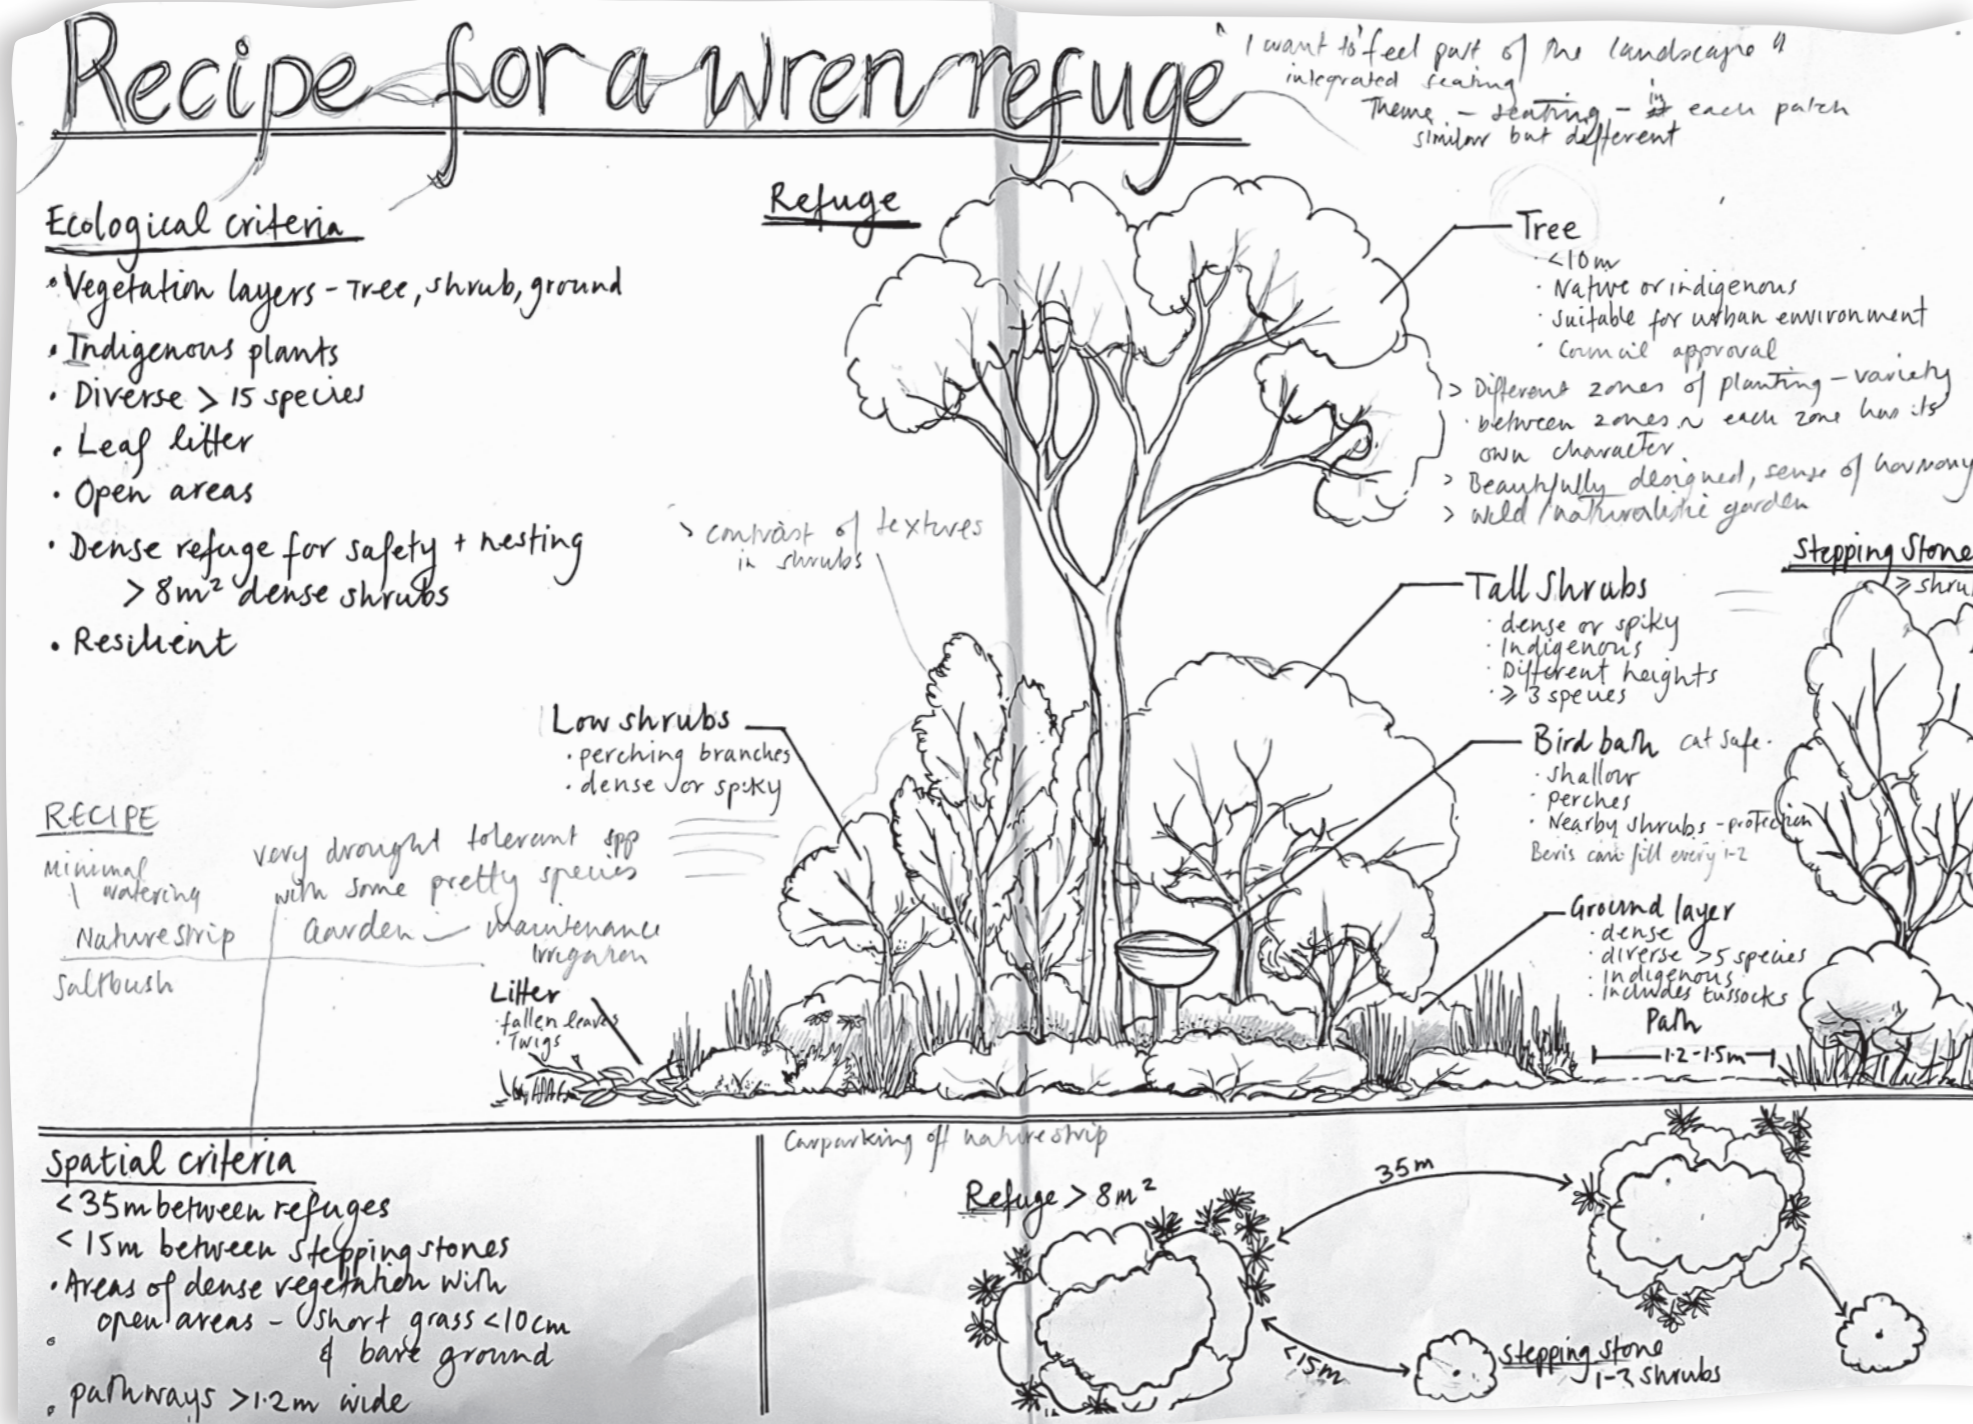 Recipe for a wren refuge
"I want to feel part of the landscape"
integrated seating
Theme - seating - in each patch
similar but different
Ecological criteria
• Vegetation layers - Tree, shrub, ground
• Indigenous plants
• Diverse > 15 species
• Leaf litter
• Open areas
• Dense refuge for safety + nesting
> 8m² dense shrubs
• Resilient
Refuge
Tree
• <10m
• Native or indigenous
• suitable for urban environment
• Council approval
> Different zones of planting - variety
• between zones ~ each zone has its
own character
> Beautifully designed, sense of harmony
> wild / naturalistic garden
> contrast of textures
in shrubs
Stepping Stone
≥ shrub
Tall Shrubs
• dense or spiky
• Indigenous
• Different heights
• ≥ 3 species
Low shrubs
• perching branches
• dense or spiky
Bird bath cat safe.
• shallow
• perches
• Nearby shrubs - protection
can fill every 1-2
RECIPE
Minimal
watering
very drought tolerant spp
with some pretty species
Nature strip
Garden - maintenance
Irrigation
Saltbush
Litter
• fallen leaves
• Twigs
Ground layer
• dense
• diverse >5 species
• Indigenous
• Includes tussocks
Path
1.2-1.5m
Spatial criteria
< 35m between refuges
< 15m between stepping stones
• Areas of dense vegetation with
open areas - short grass <10cm
& bare ground
• pathways >1.2m wide
Carparking off nature strip
Refuge > 8m²
35m
<15m
Stepping stone
1-3 shrubs